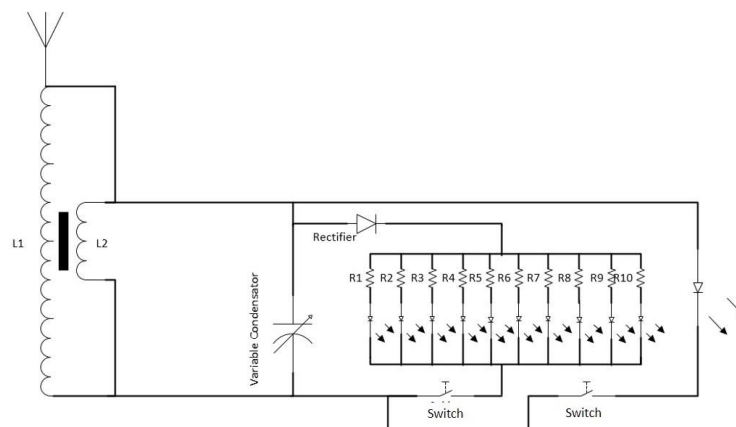 L1
L2
Rectifier
Variable Condensator
R1 R2 R3 R4 R5 R6 R7 R8 R9 R10
Switch
Switch